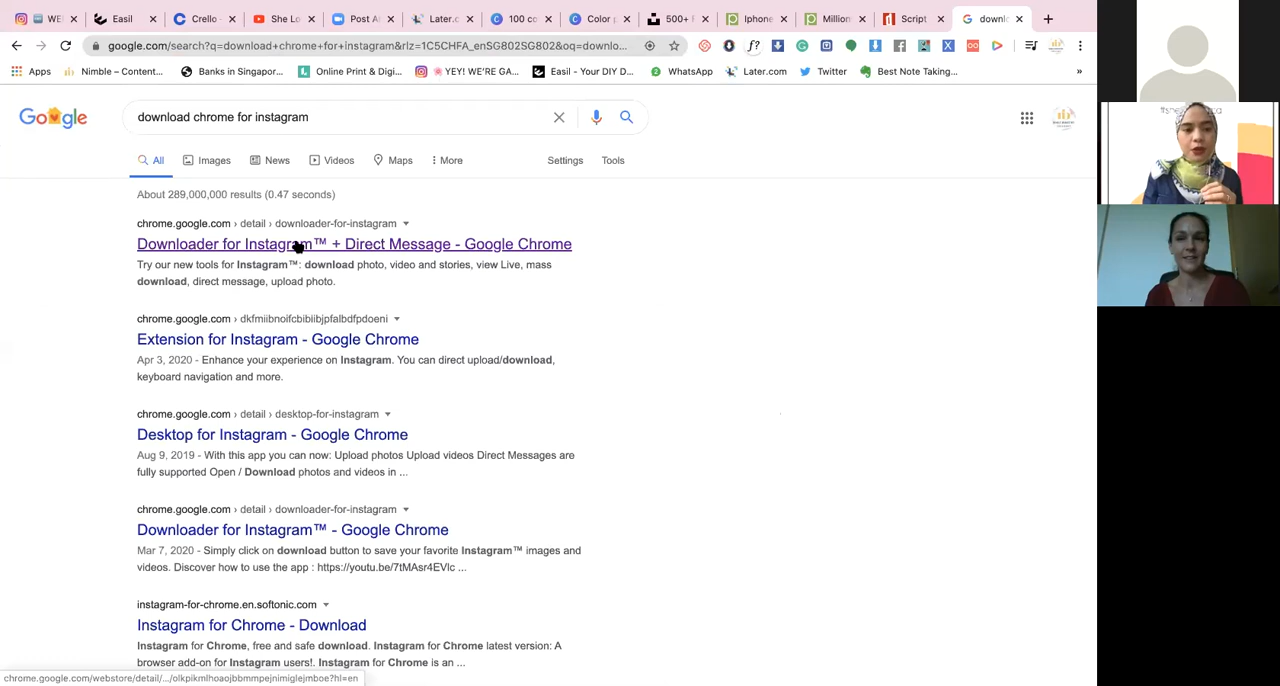 WE! Easil Crello - She Lo Post A Later.c 100 co Color p 500+ F Iphone Million Script downl
google.com/search?q=download+chrome+for+instagram&rlz=1C5CHFA_enSG802SG802&oq=downlo...
Apps Nimble – Content... Banks in Singapor... Online Print & Digi... YEY! WE'RE GA... Easil - Your DIY D... WhatsApp Later.com Twitter Best Note Taking... »
Google download chrome for instagram
All Images News Videos Maps More Settings Tools
About 289,000,000 results (0.47 seconds)
chrome.google.com › detail › downloader-for-instagram
Downloader for Instagram™ + Direct Message - Google Chrome
Try our new tools for Instagram™: download photo, video and stories, view Live, mass
download, direct message, upload photo.
chrome.google.com › dkfmiibnoifcbibiibjpfalbdfpdoeni
Extension for Instagram - Google Chrome
Apr 3, 2020 - Enhance your experience on Instagram. You can direct upload/download,
keyboard navigation and more.
chrome.google.com › detail › desktop-for-instagram
Desktop for Instagram - Google Chrome
Aug 9, 2019 - With this app you can now: Upload photos Upload videos Direct Messages are
fully supported Open / Download photos and videos in ...
chrome.google.com › detail › downloader-for-instagram
Downloader for Instagram™ - Google Chrome
Mar 7, 2020 - Simply click on download button to save your favorite Instagram™ images and
videos. Discover how to use the app : https://youtu.be/7tMAsr4EVlc ...
instagram-for-chrome.en.softonic.com
Instagram for Chrome - Download
Instagram for Chrome, free and safe download. Instagram for Chrome latest version: A
browser add-on for Instagram users!. Instagram for Chrome is an ...
chrome.google.com/webstore/detail/.../olkpikmlhoaojbbmmpejnimiglejmboe?hl=en